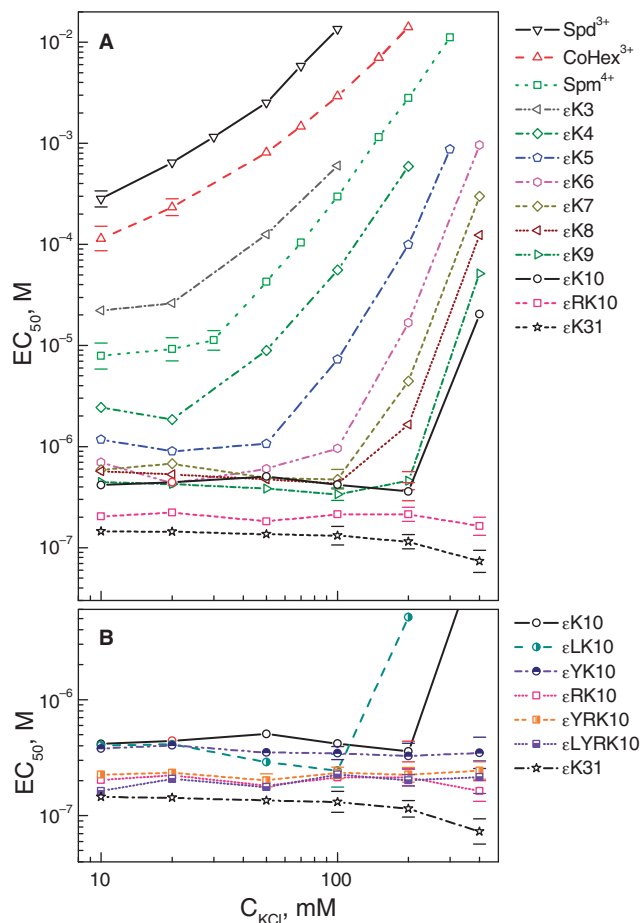 A
EC₅₀, M
10⁻²
10⁻³
10⁻⁴
10⁻⁵
10⁻⁶
10⁻⁷
Spd³⁺
CoHex³⁺
Spm⁴⁺
εK3
εK4
εK5
εK6
εK7
εK8
εK9
εK10
εRK10
εK31
B
EC₅₀, M
10⁻⁶
10⁻⁷
10
100
C_KCl, mM
εK10
εLK10
εYK10
εRK10
εYRK10
εLYRK10
εK31